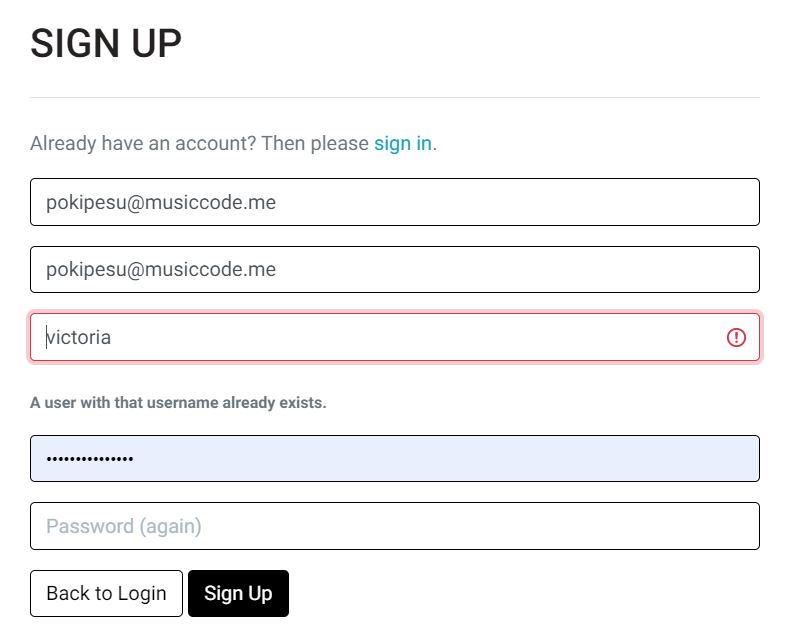 SIGN UP
Already have an account? Then please sign in.
pokipesu@musiccode.me
pokipesu@musiccode.me
victoria
A user with that username already exists.
•••••••••••••••
Password (again)
Back to Login Sign Up